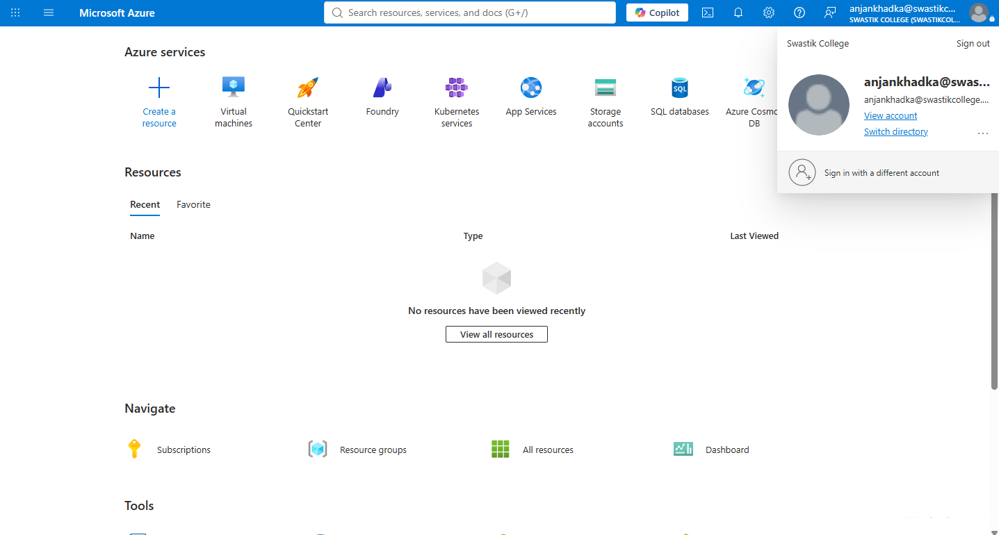 Microsoft Azure
Search resources, services, and docs (G+/)
Copilot
anjankhadka@swastikc...
SWASTIK COLLEGE (SWASTIKCOL...
Swastik College
Sign out
anjankhadka@swas...
anjankhadka@swastikcollege....
View account
Switch directory
...
Sign in with a different account
Azure services
Create a
resource
Virtual
machines
Quickstart
Center
Foundry
Kubernetes
services
App Services
Storage
accounts
SQL
SQL databases
Azure Cosmo
DB
Resources
Recent
Favorite
Name
Type
Last Viewed
No resources have been viewed recently
View all resources
Navigate
Subscriptions
Resource groups
All resources
Dashboard
Tools